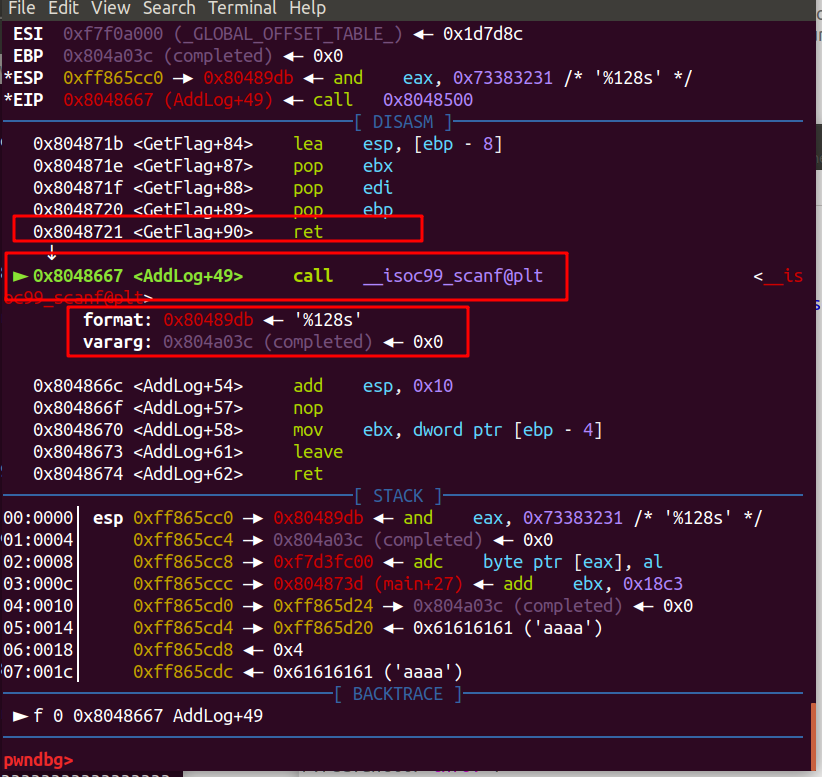 File Edit View Search Terminal Help
ESI 0xf7f0a000 (_GLOBAL_OFFSET_TABLE_) ◂— 0x1d7d8c
EBP 0x804a03c (completed) ◂— 0x0
*ESP 0xff865cc0 —▸ 0x80489db ◂— and eax, 0x73383231 /* '%128s' */
*EIP 0x8048667 (AddLog+49) ◂— call 0x8048500
[ DISASM ]
0x804871b <GetFlag+84> lea esp, [ebp - 8]
0x804871e <GetFlag+87> pop ebx
0x804871f <GetFlag+88> pop edi
0x8048720 <GetFlag+89> pop ebp
0x8048721 <GetFlag+90> ret
↓
► 0x8048667 <AddLog+49> call __isoc99_scanf@plt <__is
oc99_scanf@plt>
format: 0x80489db ◂— '%128s'
vararg: 0x804a03c (completed) ◂— 0x0
0x804866c <AddLog+54> add esp, 0x10
0x804866f <AddLog+57> nop
0x8048670 <AddLog+58> mov ebx, dword ptr [ebp - 4]
0x8048673 <AddLog+61> leave
0x8048674 <AddLog+62> ret
[ STACK ]
00:0000│ esp 0xff865cc0 —▸ 0x80489db ◂— and eax, 0x73383231 /* '%128s' */
01:0004│ 0xff865cc4 —▸ 0x804a03c (completed) ◂— 0x0
02:0008│ 0xff865cc8 —▸ 0xf7d3fc00 ◂— adc byte ptr [eax], al
03:000c│ 0xff865ccc —▸ 0x804873d (main+27) ◂— add ebx, 0x18c3
04:0010│ 0xff865cd0 —▸ 0xff865d24 —▸ 0x804a03c (completed) ◂— 0x0
05:0014│ 0xff865cd4 —▸ 0xff865d20 ◂— 0x61616161 ('aaaa')
06:0018│ 0xff865cd8 ◂— 0x4
07:001c│ 0xff865cdc ◂— 0x61616161 ('aaaa')
[ BACKTRACE ]
► f 0 0x8048667 AddLog+49
pwndbg>